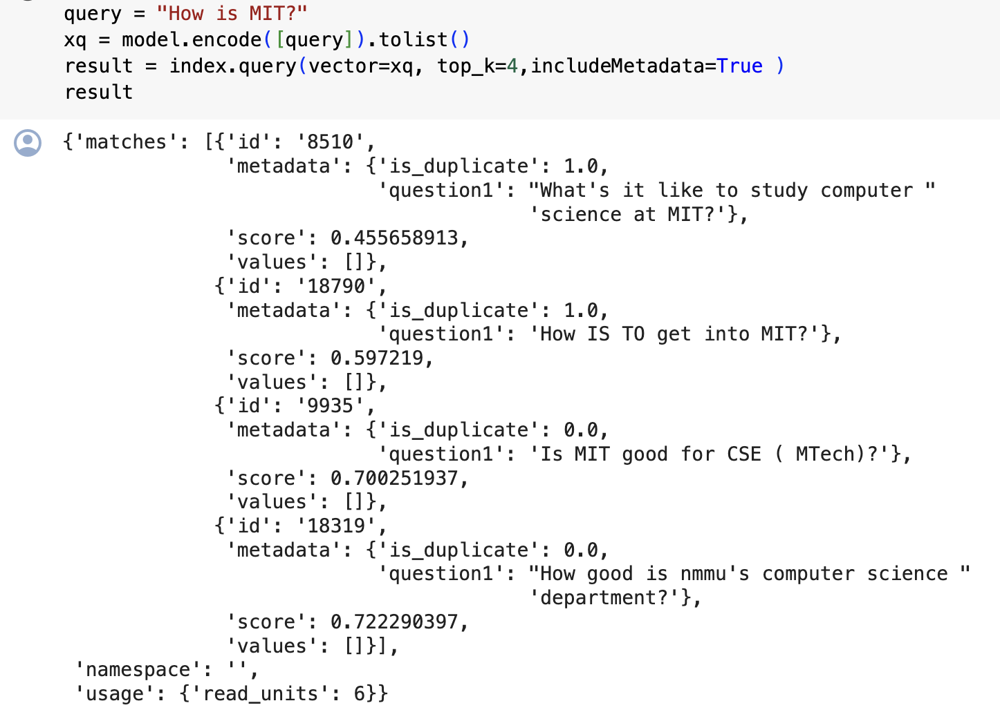 query = "How is MIT?"
xq = model.encode([query]).tolist()
result = index.query(vector=xq, top_k=4,includeMetadata=True )
result
{'matches': [{'id': '8510',
'metadata': {'is_duplicate': 1.0,
'question1': "What's it like to study computer "
'science at MIT?'},
'score': 0.455658913,
'values': []},
{'id': '18790',
'metadata': {'is_duplicate': 1.0,
'question1': 'How IS TO get into MIT?'},
'score': 0.597219,
'values': []},
{'id': '9935',
'metadata': {'is_duplicate': 0.0,
'question1': 'Is MIT good for CSE ( MTech)?'},
'score': 0.700251937,
'values': []},
{'id': '18319',
'metadata': {'is_duplicate': 0.0,
'question1': "How good is nmmu's computer science "
'department?'},
'score': 0.722290397,
'values': []}],
'namespace': '',
'usage': {'read_units': 6}}